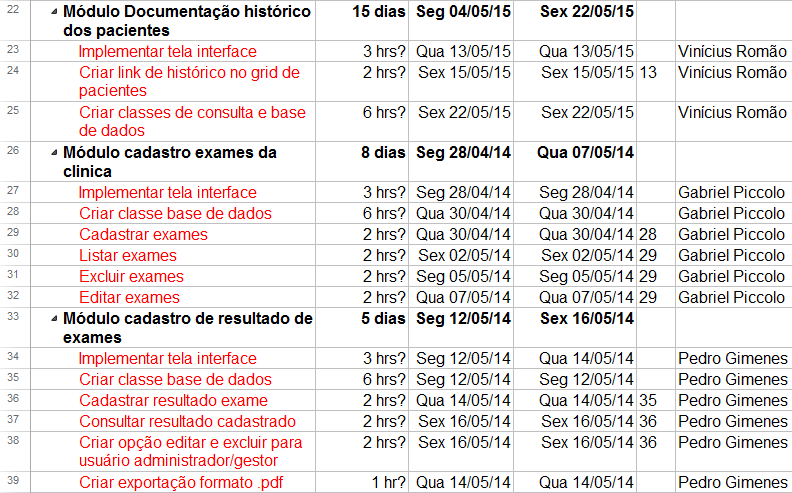 22 Módulo Documentação histórico 15 dias Seg 04/05/15 Sex 22/05/15
dos pacientes
23 Implementar tela interface 3 hrs? Qua 13/05/15 Qua 13/05/15 Vinícius Romão
24 Criar link de histórico no grid de 2 hrs? Sex 15/05/15 Sex 15/05/15 13 Vinícius Romão
pacientes
25 Criar classes de consulta e base 6 hrs? Sex 22/05/15 Sex 22/05/15 Vinícius Romão
de dados
26 Módulo cadastro exames da 8 dias Seg 28/04/14 Qua 07/05/14
clinica
27 Implementar tela interface 3 hrs? Seg 28/04/14 Seg 28/04/14 Gabriel Piccolo
28 Criar classe base de dados 6 hrs? Qua 30/04/14 Qua 30/04/14 Gabriel Piccolo
29 Cadastrar exames 2 hrs? Qua 30/04/14 Qua 30/04/14 28 Gabriel Piccolo
30 Listar exames 2 hrs? Sex 02/05/14 Sex 02/05/14 29 Gabriel Piccolo
31 Excluir exames 2 hrs? Seg 05/05/14 Seg 05/05/14 29 Gabriel Piccolo
32 Editar exames 2 hrs? Qua 07/05/14 Qua 07/05/14 29 Gabriel Piccolo
33 Módulo cadastro de resultado de 5 dias Seg 12/05/14 Sex 16/05/14
exames
34 Implementar tela interface 3 hrs? Seg 12/05/14 Qua 14/05/14 Pedro Gimenes
35 Criar classe base de dados 6 hrs? Seg 12/05/14 Seg 12/05/14 Pedro Gimenes
36 Cadastrar resultado exame 2 hrs? Qua 14/05/14 Qua 14/05/14 35 Pedro Gimenes
37 Consultar resultado cadastrado 2 hrs? Sex 16/05/14 Sex 16/05/14 36 Pedro Gimenes
38 Criar opção editar e excluir para 2 hrs? Sex 16/05/14 Sex 16/05/14 36 Pedro Gimenes
usuário administrador/gestor
39 Criar exportação formato .pdf 1 hr? Qua 14/05/14 Qua 14/05/14 Pedro Gimenes